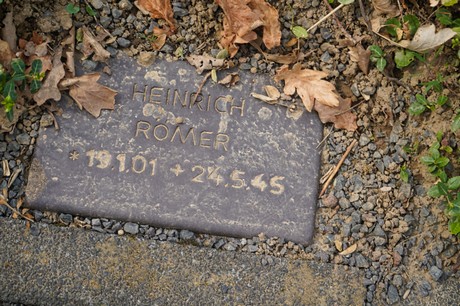 HEINRICH
RÖMER
* 19.1.01 + 24.5.45